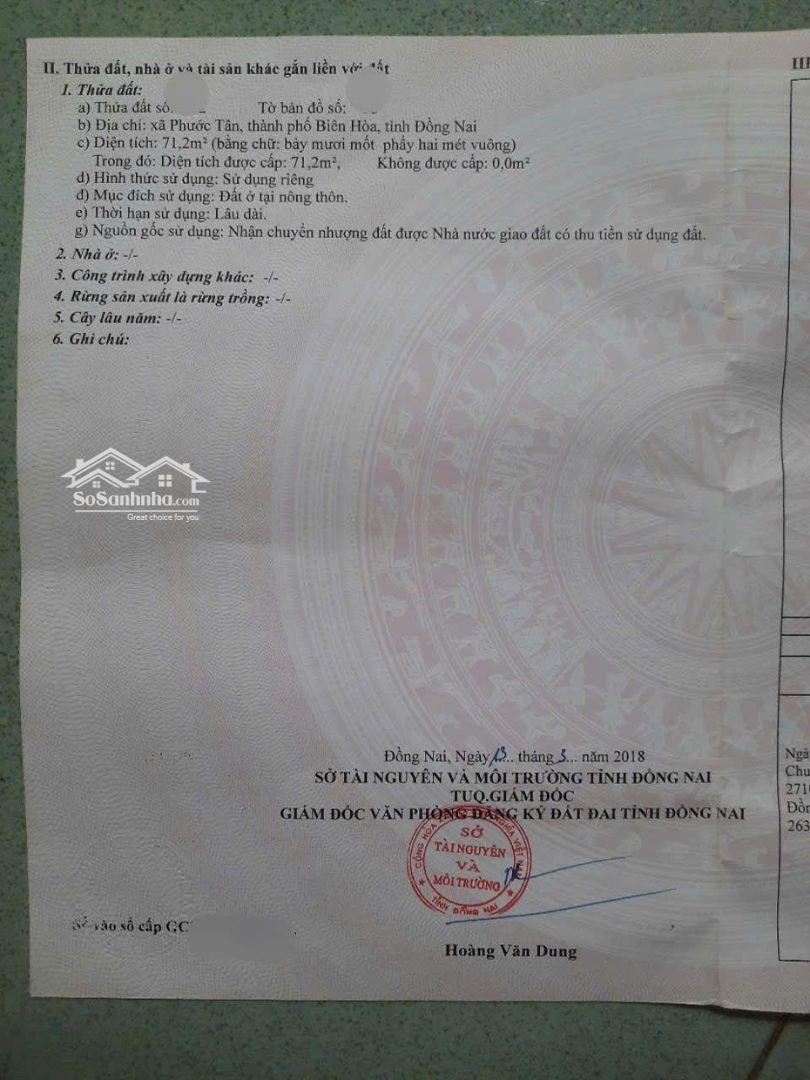 II. Thửa đất, nhà ở và tài sản khác gắn liền với đất
1. Thửa đất:
a) Thửa đất số: Tờ bản đồ số:
b) Địa chỉ: xã Phước Tân, thành phố Biên Hòa, tỉnh Đồng Nai
c) Diện tích: 71,2m² (bằng chữ: bảy mươi mốt phẩy hai mét vuông)
Trong đó: Diện tích được cấp: 71,2m², Không được cấp: 0,0m²
d) Hình thức sử dụng: Sử dụng riêng
đ) Mục đích sử dụng: Đất ở tại nông thôn.
e) Thời hạn sử dụng: Lâu dài.
g) Nguồn gốc sử dụng: Nhận chuyển nhượng đất được Nhà nước giao đất có thu tiền sử dụng đất.
2. Nhà ở: -/-
3. Công trình xây dựng khác: -/-
4. Rừng sản xuất là rừng trồng: -/-
5. Cây lâu năm: -/-
6. Ghi chú:
SoSanhnha.com
Great choice for you
Đồng Nai, Ngày 13.. tháng 3... năm 2018
SỞ TÀI NGUYÊN VÀ MÔI TRƯỜNG TỈNH ĐỒNG NAI
TUQ.GIÁM ĐỐC
GIÁM ĐỐC VĂN PHÒNG ĐĂNG KÝ ĐẤT ĐAI TỈNH ĐỒNG NAI
SỞ
TÀI NGUYÊN
VÀ
MÔI TRƯỜNG
TỈNH ĐỒNG NAI
Hoàng Văn Dung
Số vào sổ cấp GC
III
Ngà
Chu
271
Đồn
263